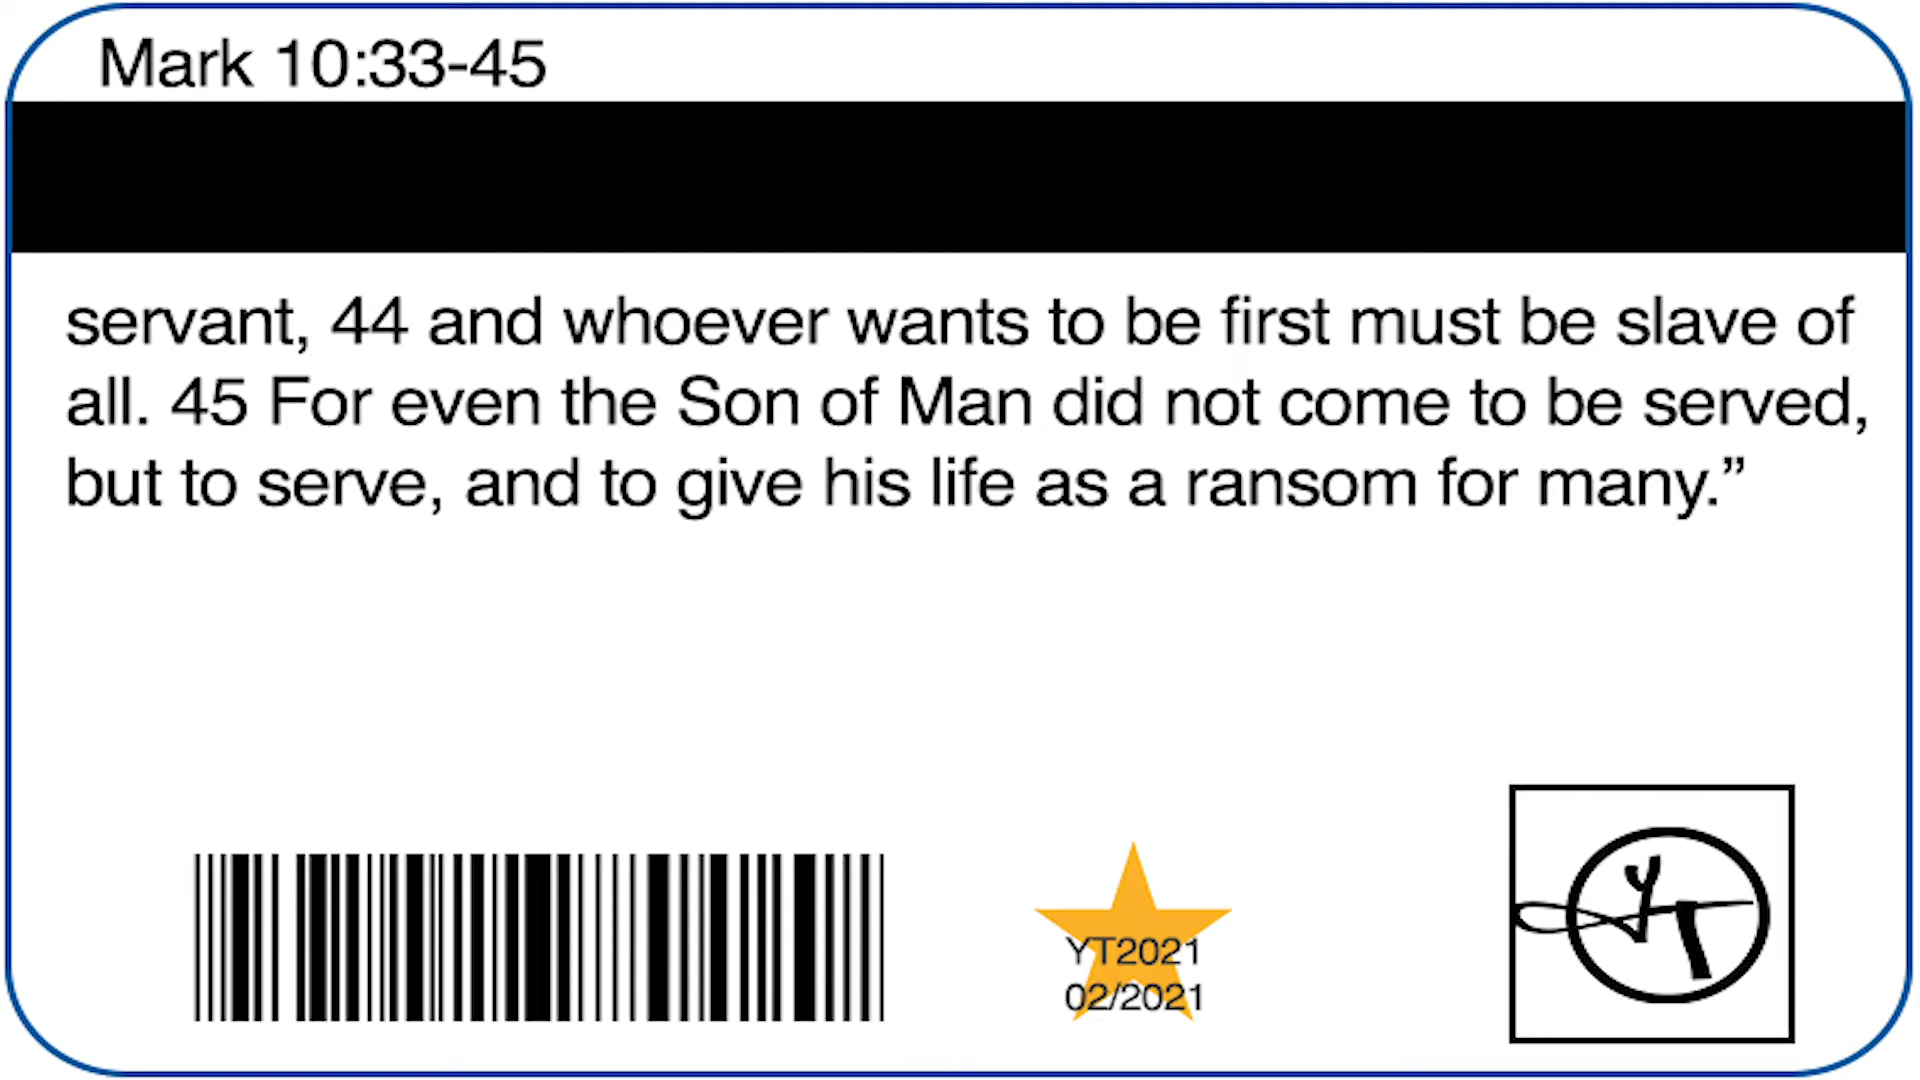 Mark 10:33-45
servant, 44 and whoever wants to be first must be slave of
all. 45 For even the Son of Man did not come to be served,
but to serve, and to give his life as a ransom for many.”
YT2021
02/2021
YT